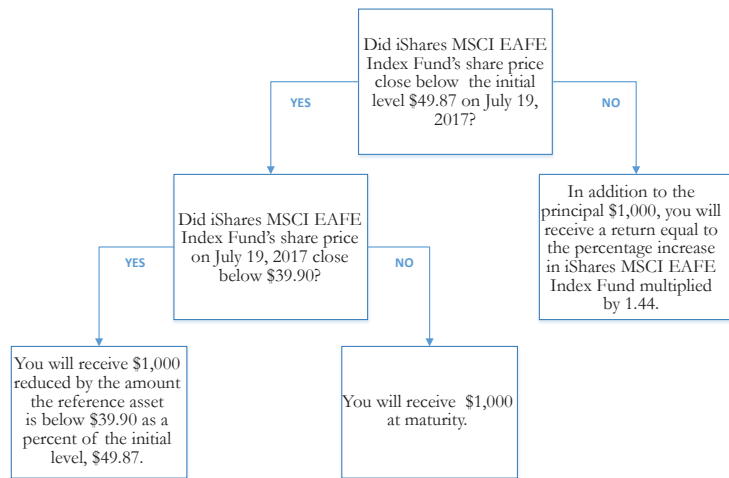 Did iShares MSCI EAFE
Index Fund's share price
close below the initial
level $49.87 on July 19,
2017?
YES
NO
Did iShares MSCI EAFE
Index Fund's share price
on July 19, 2017 close
below $39.90?
In addition to the
principal $1,000, you will
receive a return equal to
the percentage increase
in iShares MSCI EAFE
Index Fund multiplied
by 1.44.
YES
NO
You will receive $1,000
reduced by the amount
the reference asset
is below $39.90 as a
percent of the initial
level, $49.87.
You will receive $1,000
at maturity.